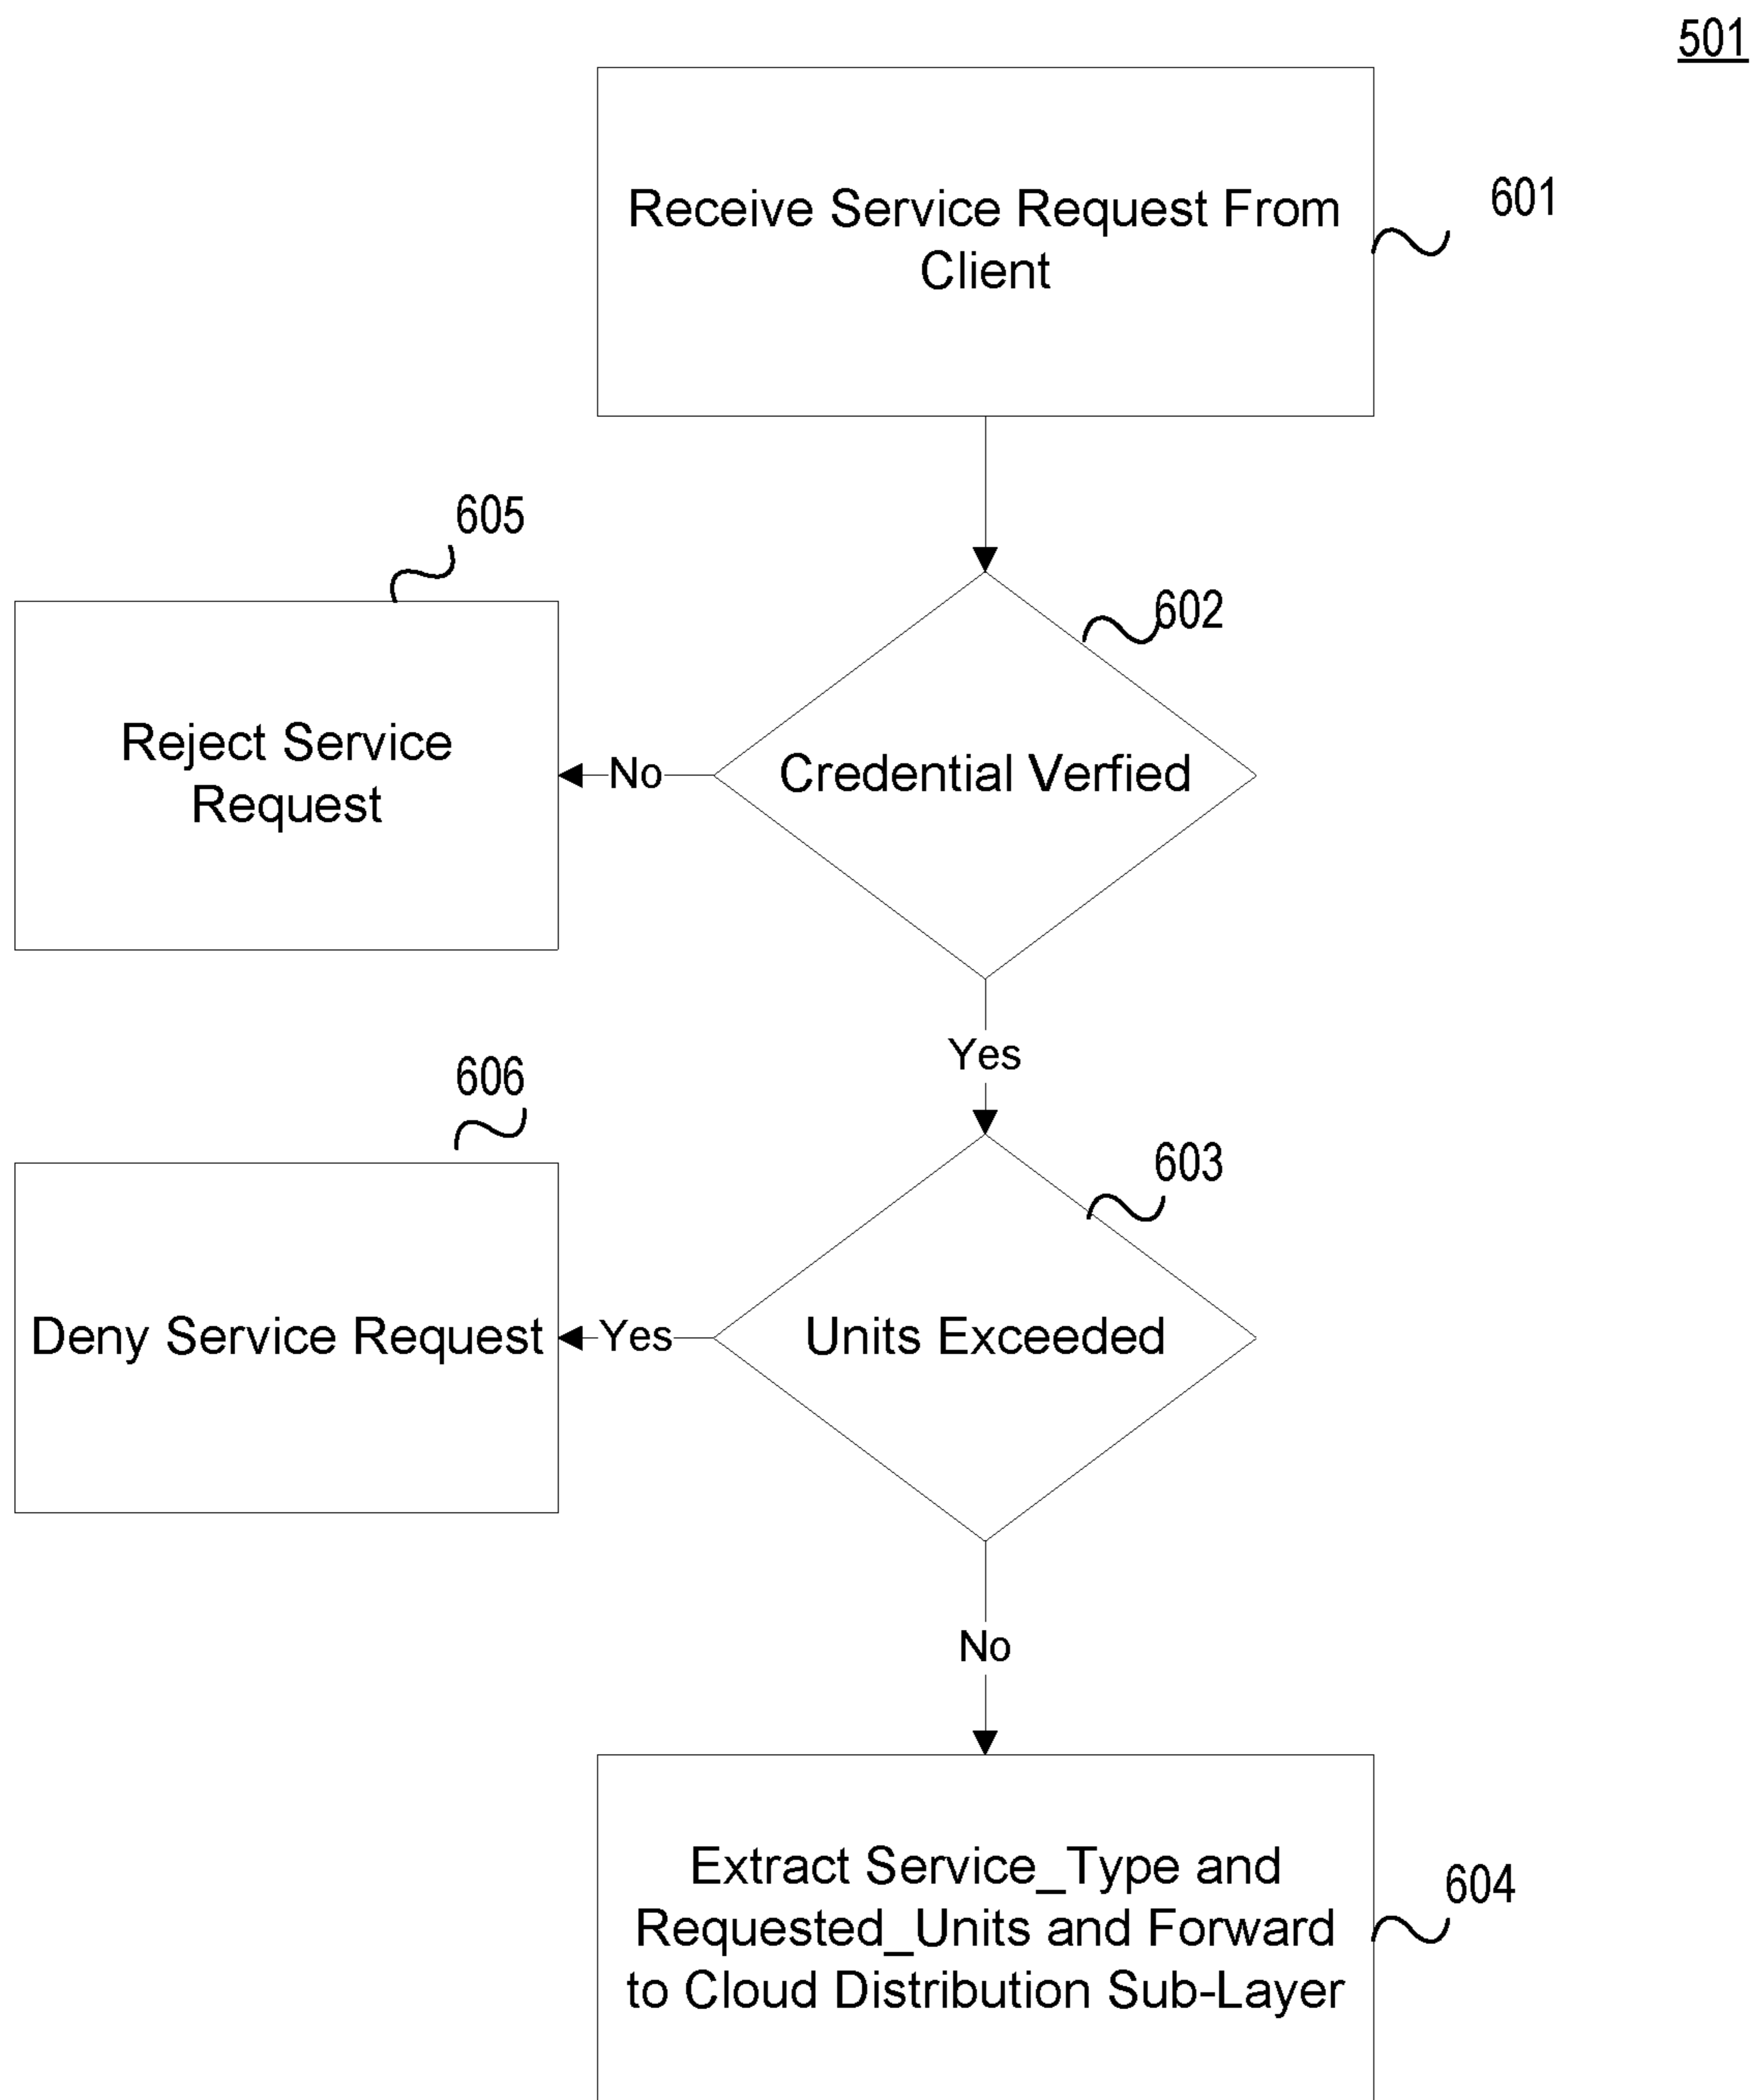 501
Receive Service Request From
Client
601
605
602
Reject Service
Request
No
Credential Verfied
Yes
606
603
Deny Service Request
Yes
Units Exceeded
No
Extract Service_Type and
Requested_Units and Forward
to Cloud Distribution Sub-Layer
604